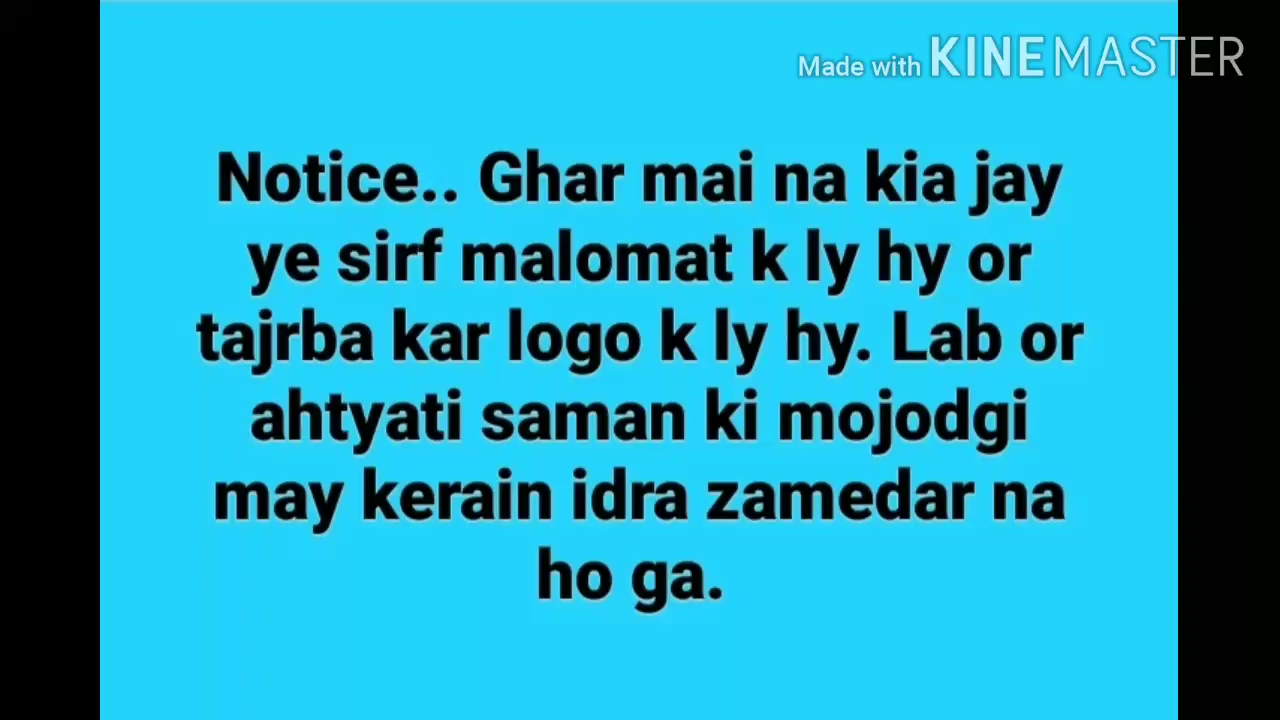 Made with KINEMASTER
Notice.. Ghar mai na kia jay
ye sirf malomat k ly hy or
tajrba kar logo k ly hy. Lab or
ahtyati saman ki mojodgi
may kerain idra zamedar na
ho ga.